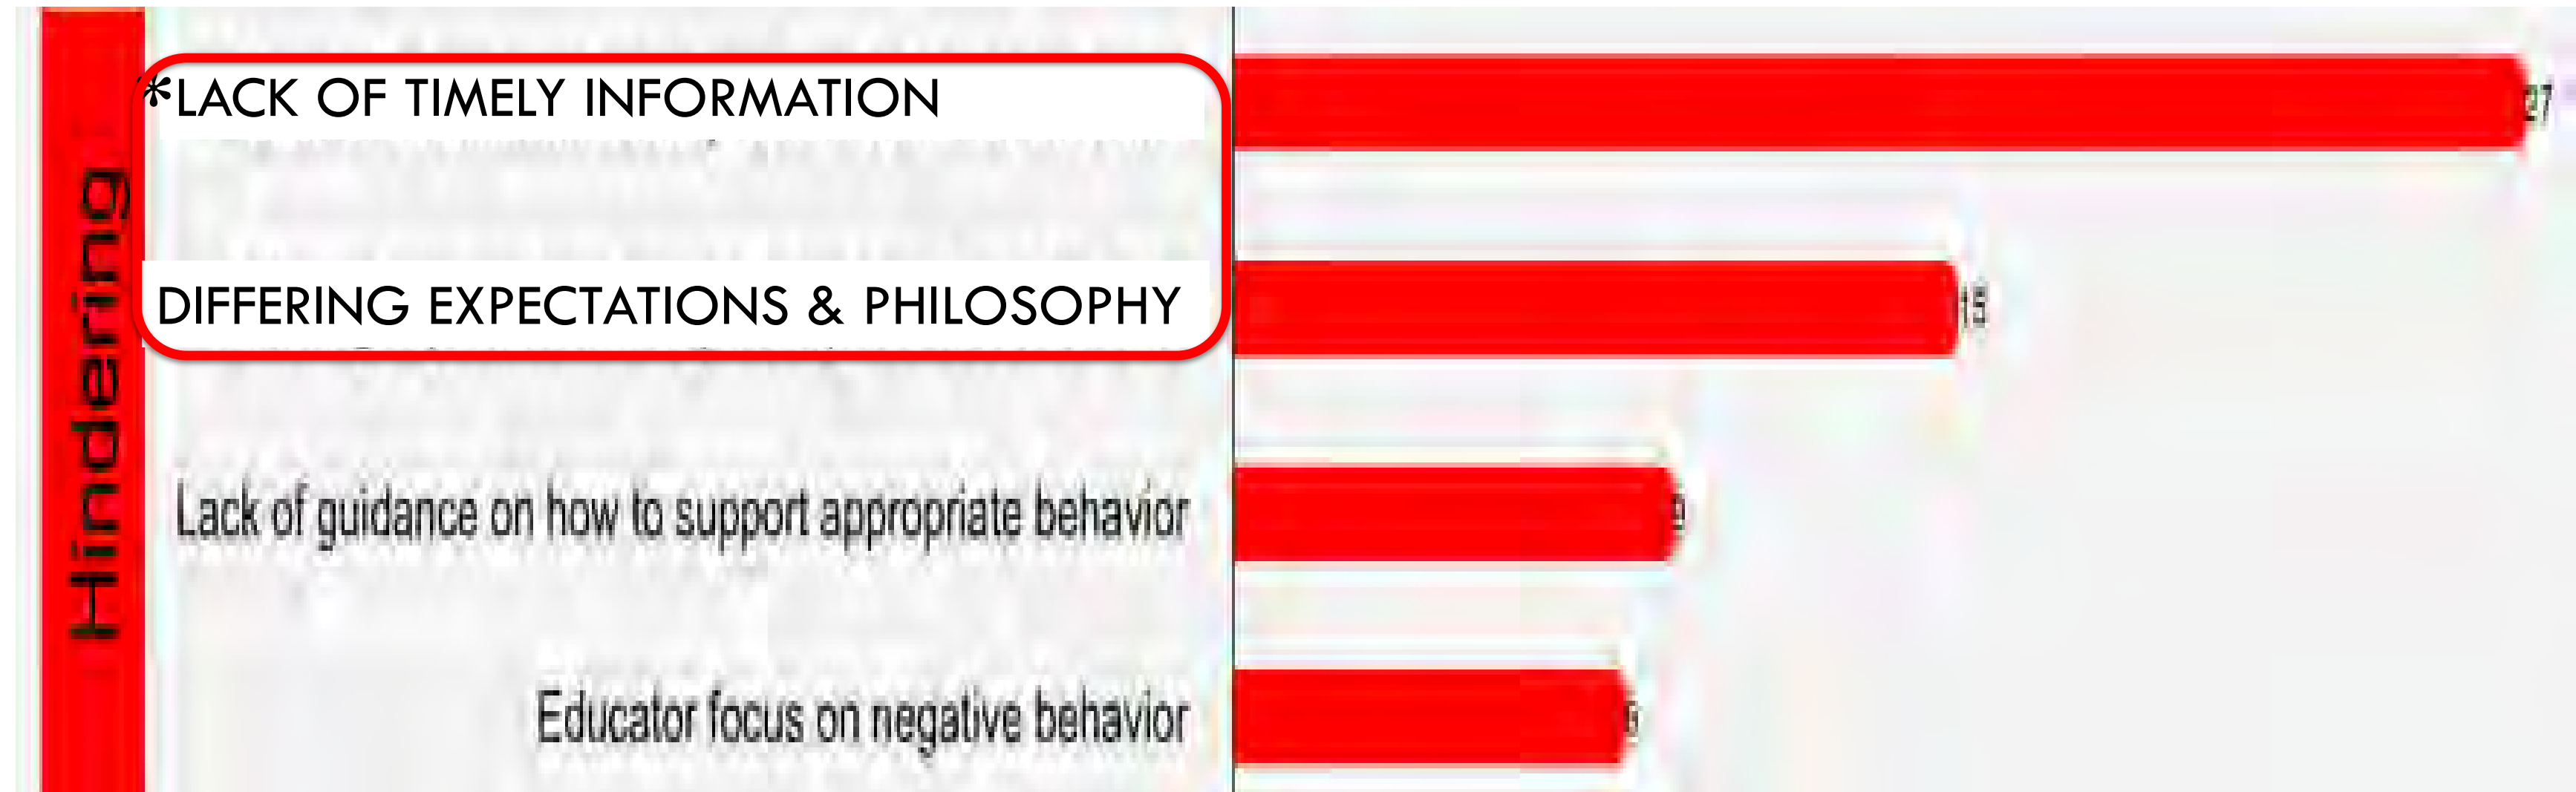 Hindering
*LACK OF TIMELY INFORMATION
27
DIFFERING EXPECTATIONS & PHILOSOPHY
15
Lack of guidance on how to support appropriate behavior
9
Educator focus on negative behavior
8